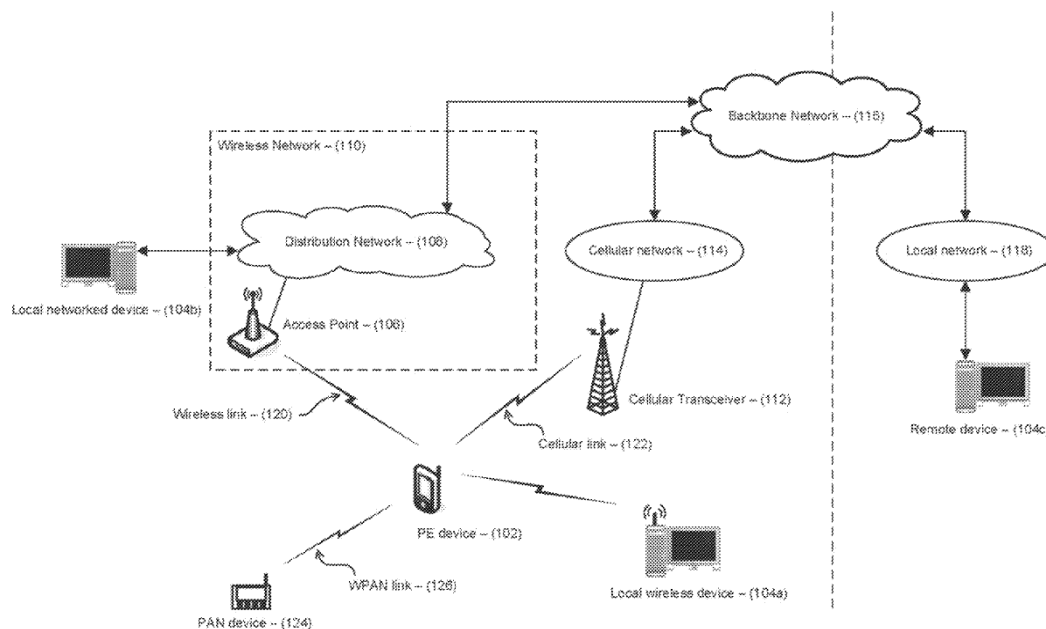 Backbone Network – (116)
Wireless Network – (110)
Distribution Network – (108)
Cellular network – (114)
Local network – (118)
Local networked device – (104b)
Access Point – (106)
Cellular Transceiver – (112)
Wireless link – (120)
Cellular link – (122)
Remote device – (104c
PE device – (102)
WPAN link – (126)
Local wireless device – (104a)
PAN device – (124)